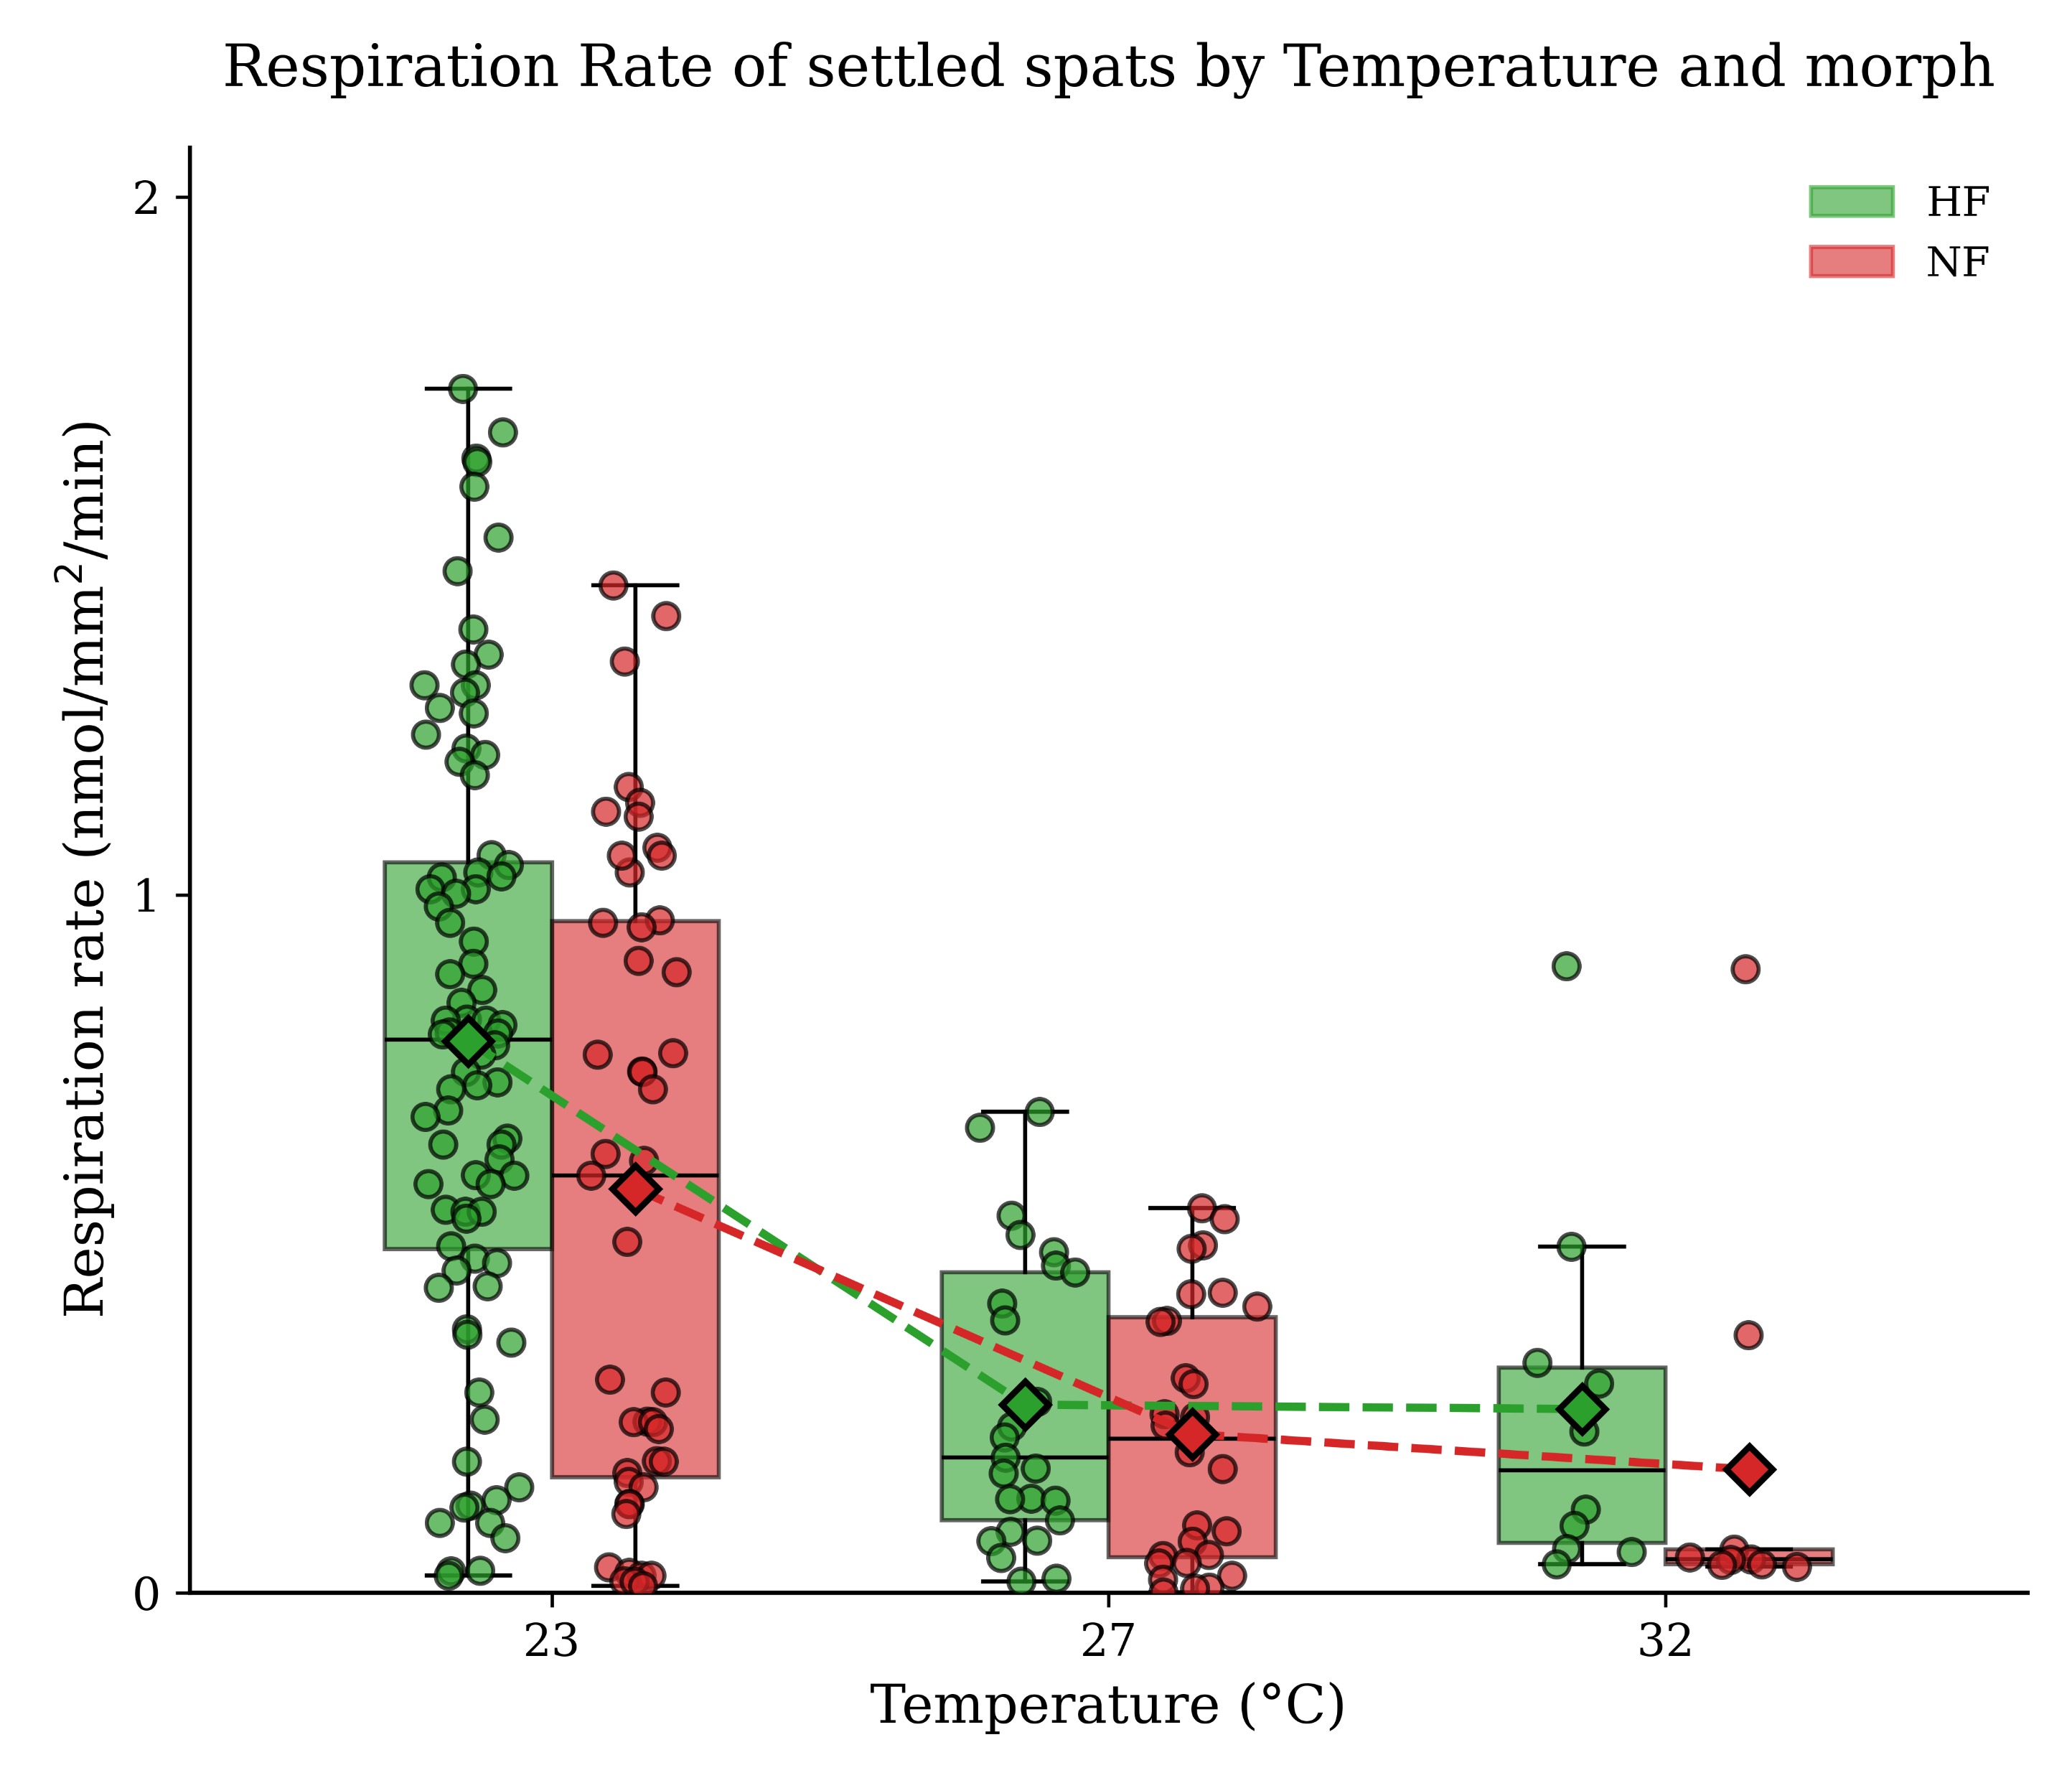 Respiration Rate of settled spats by Temperature and morph
HF
NF
Respiration rate (nmol/mm²/min)
2
1
0
23 27 32
Temperature (°C)